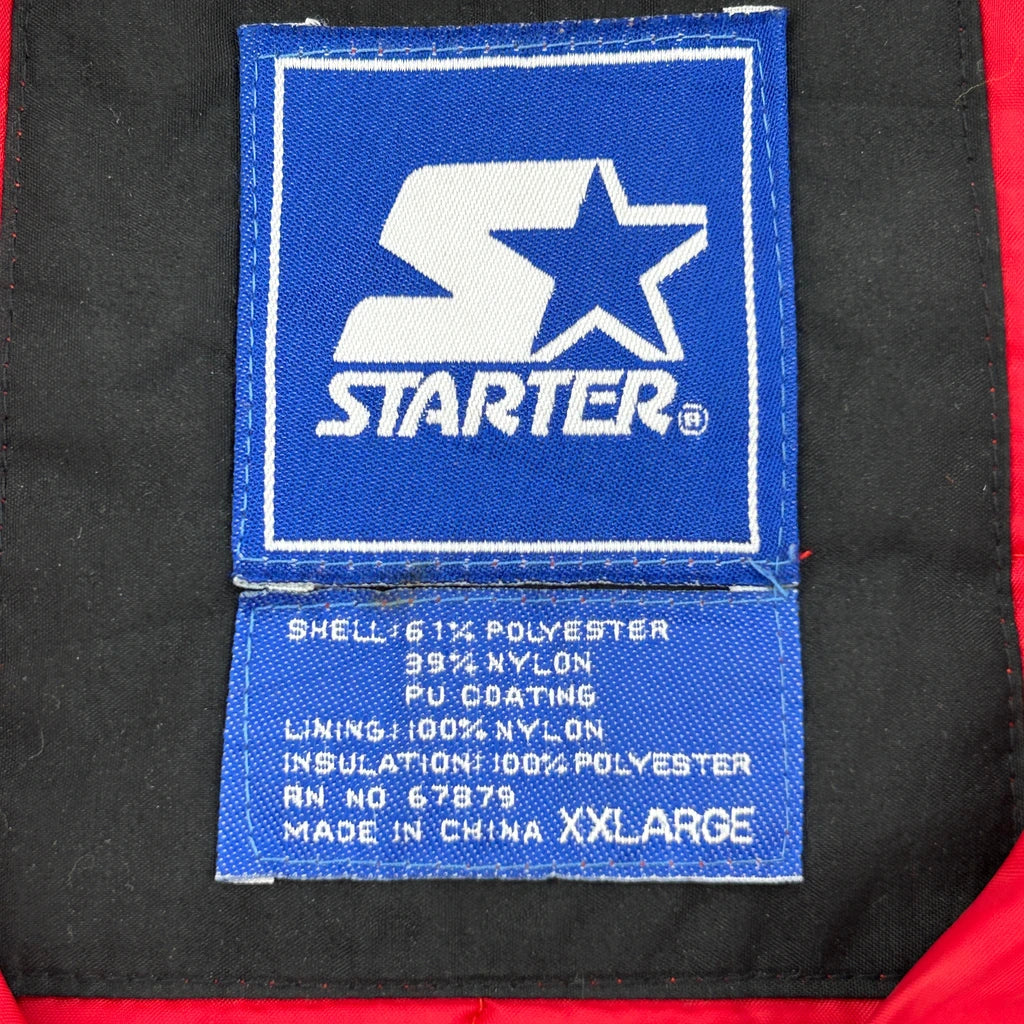 STARTER®
SHELL: 61% POLYESTER
39% NYLON
PU COATING
LINING: 100% NYLON
INSULATION: 100% POLYESTER
RN NO 67879
MADE IN CHINA XXLARGE